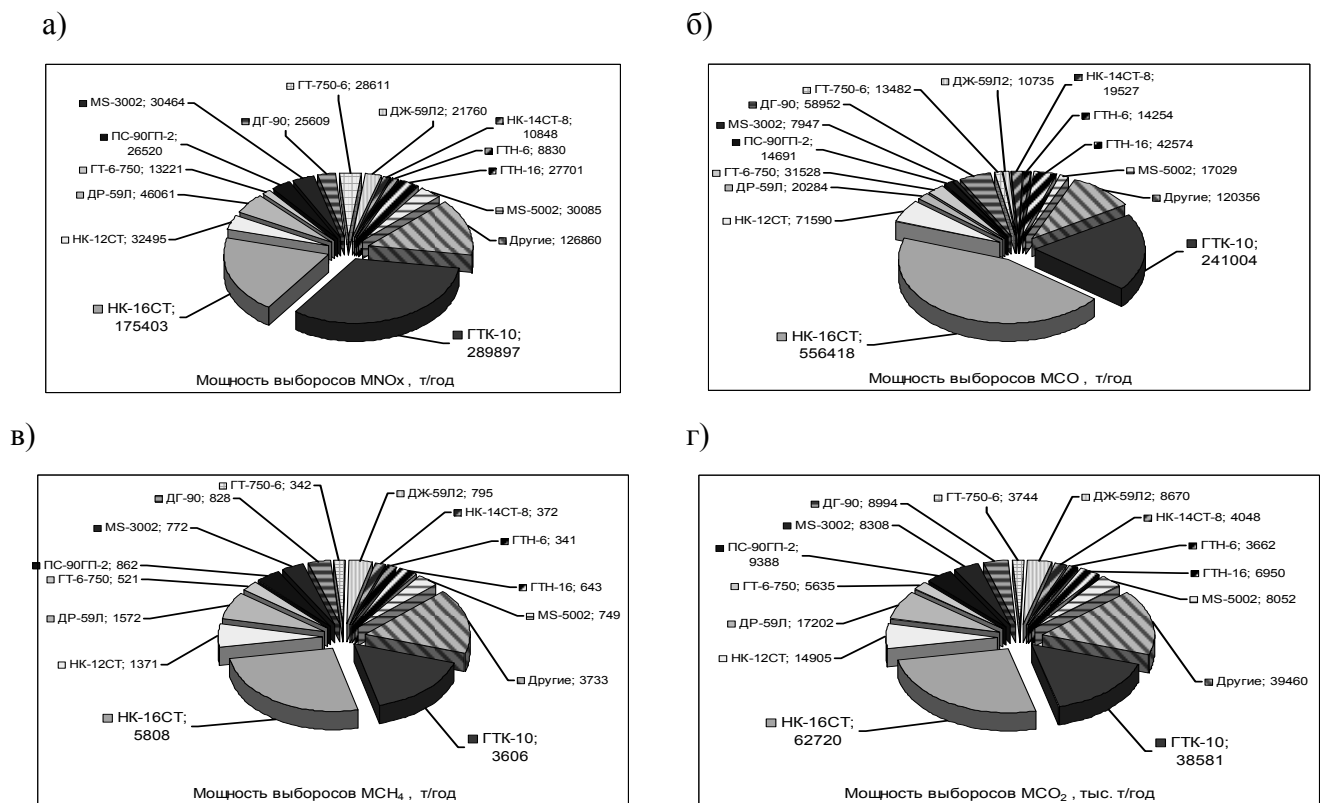 а)
ГТ-750-6; 28611
MS-3002; 30464
ДЖ-59Л2; 21760
ДГ-90; 25609
НК-14СТ-8;
10848
ПС-90ГП-2;
26520
ГТН-6; 8830
ГТ-6-750; 13221
ГТН-16; 27701
ДР-59Л; 46061
MS-5002; 30085
НК-12СТ; 32495
Другие; 126860
НК-16СТ;
175403
ГТК-10;
289897
Мощность выборосов MNOx , т/год
б)
ДЖ-59Л2; 10735
НК-14СТ-8;
19527
ГТ-750-6; 13482
ДГ-90; 58952
ГТН-6; 14254
MS-3002; 7947
ПС-90ГП-2;
14691
ГТН-16; 42574
ГТ-6-750; 31528
MS-5002; 17029
ДР-59Л; 20284
Другие; 120356
НК-12СТ; 71590
ГТК-10;
241004
НК-16СТ;
556418
Мощность выборосов MCO , т/год
в)
ГТ-750-6; 342
ДЖ-59Л2; 795
ДГ-90; 828
НК-14СТ-8; 372
MS-3002; 772
ГТН-6; 341
ПС-90ГП-2; 862
ГТ-6-750; 521
ГТН-16; 643
ДР-59Л; 1572
MS-5002; 749
НК-12СТ; 1371
Другие; 3733
НК-16СТ;
5808
ГТК-10;
3606
Мощность выборосов MCH₄ , т/год
г)
ГТ-750-6; 3744
ДЖ-59Л2; 8670
ДГ-90; 8994
НК-14СТ-8; 4048
MS-3002; 8308
ГТН-6; 3662
ПС-90ГП-2;
9388
ГТН-16; 6950
ГТ-6-750; 5635
MS-5002; 8052
ДР-59Л; 17202
НК-12СТ; 14905
Другие; 39460
НК-16СТ;
62720
ГТК-10;
38581
Мощность выборосов MCO₂ , тыс. т/год